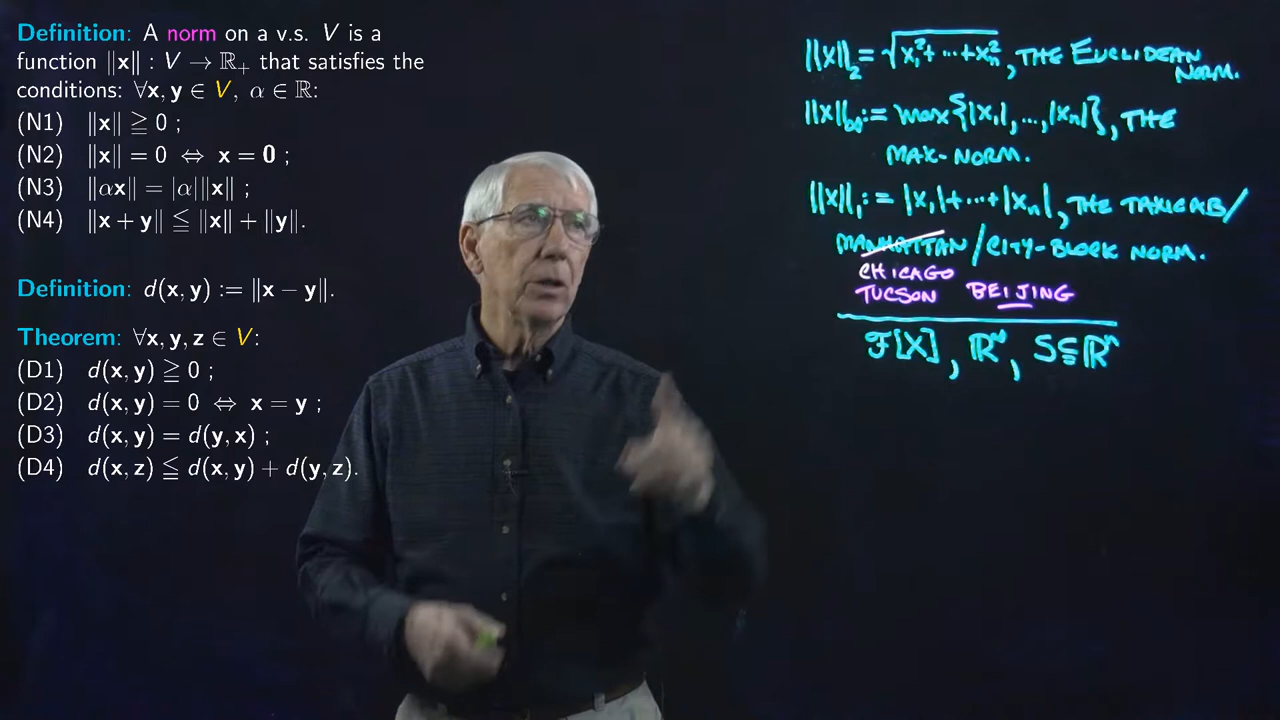 Definition: A norm on a v.s. V is a
function ‖x‖ : V → ℝ₊ that satisfies the
conditions: ∀x, y ∈ V, α ∈ ℝ:
(N1) ‖x‖ ≧ 0 ;
(N2) ‖x‖ = 0 ⇔ x = 0 ;
(N3) ‖αx‖ = |α|‖x‖ ;
(N4) ‖x + y‖ ≦ ‖x‖ + ‖y‖.
Definition: d(x, y) := ‖x − y‖.
Theorem: ∀x, y, z ∈ V:
(D1) d(x, y) ≧ 0 ;
(D2) d(x, y) = 0 ⇔ x = y ;
(D3) d(x, y) = d(y, x) ;
(D4) d(x, z) ≦ d(x, y) + d(y, z).
||x||₂ = √x₁² + ··· + xₙ², THE EUCLIDEAN
NORM.
||x||∞ := max{|x₁|, ..., |xₙ|}, THE
MAX-NORM.
||x||₁ := |x₁| + ··· + |xₙ|, THE TAXICAB/
MANHATTAN/CITY-BLOCK NORM.
CHICAGO
TUCSON BEIJING
ℱ[X], ℝⁿ, S ⊆ ℝⁿ